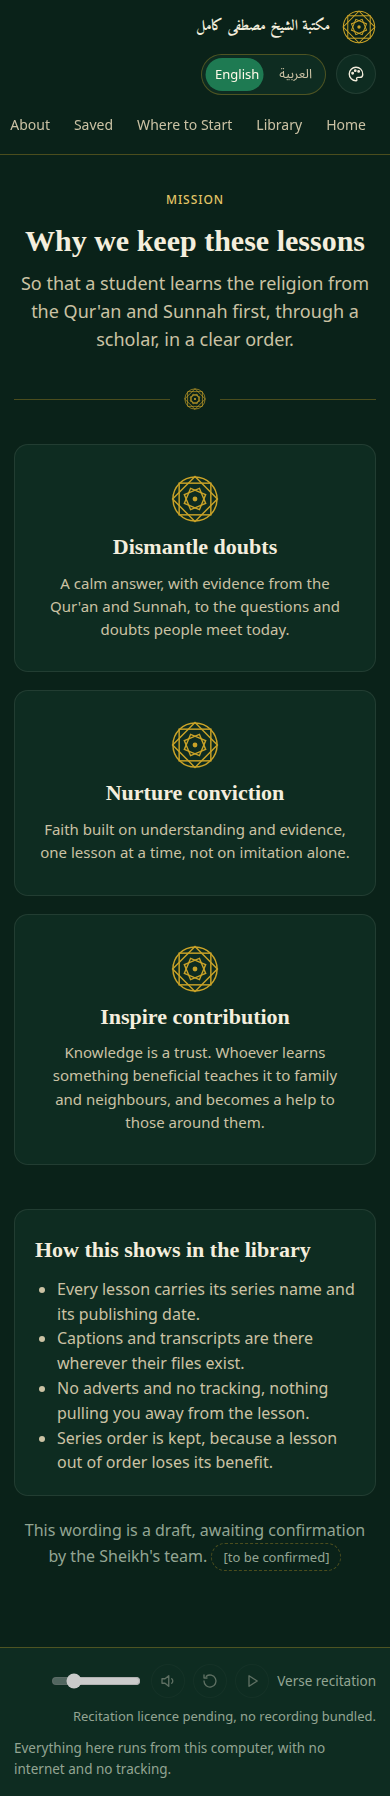 مكتبة الشيخ مصطفى كامل
English العربية
About Saved Where to Start Library Home
MISSION
Why we keep these lessons
So that a student learns the religion from
the Qur'an and Sunnah first, through a
scholar, in a clear order.
Dismantle doubts
A calm answer, with evidence from the
Qur'an and Sunnah, to the questions and
doubts people meet today.
Nurture conviction
Faith built on understanding and evidence,
one lesson at a time, not on imitation alone.
Inspire contribution
Knowledge is a trust. Whoever learns
something beneficial teaches it to family
and neighbours, and becomes a help to
those around them.
How this shows in the library
• Every lesson carries its series name and
its publishing date.
• Captions and transcripts are there
wherever their files exist.
• No adverts and no tracking, nothing
pulling you away from the lesson.
• Series order is kept, because a lesson
out of order loses its benefit.
This wording is a draft, awaiting confirmation
by the Sheikh's team. [to be confirmed]
Verse recitation
Recitation licence pending, no recording bundled.
Everything here runs from this computer, with no
internet and no tracking.